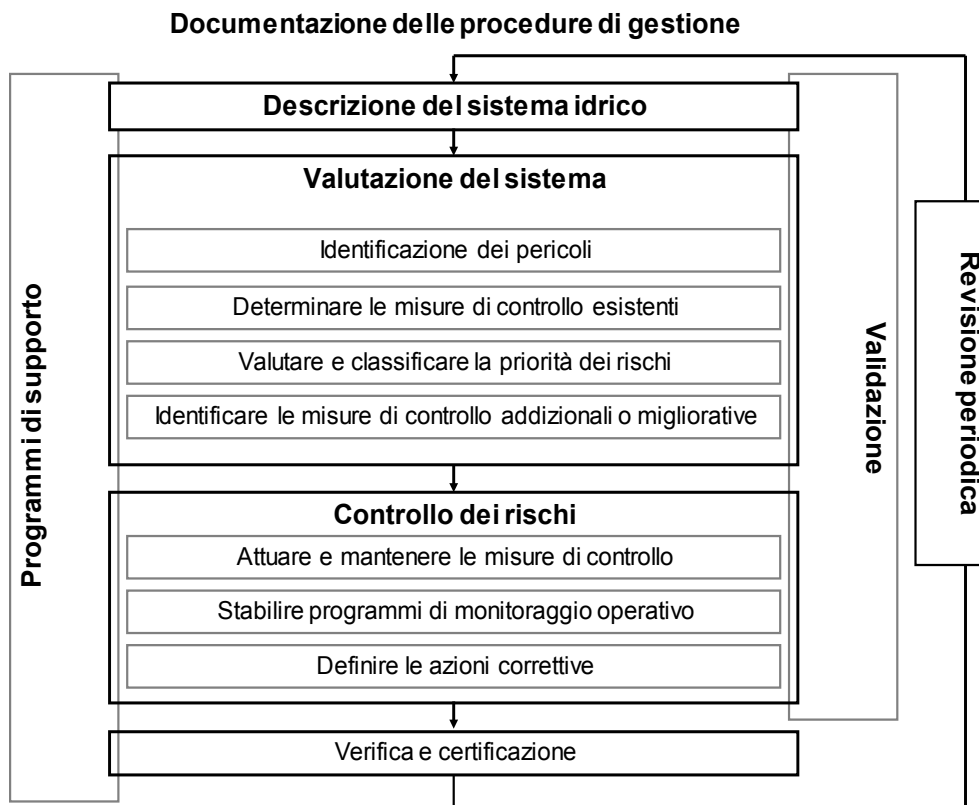 Documentazione delle procedure di gestione
Descrizione del sistema idrico
Valutazione del sistema
Identificazione dei pericoli
Determinare le misure di controllo esistenti
Valutare e classificare la priorità dei rischi
Identificare le misure di controllo addizionali o migliorative
Controllo dei rischi
Attuare e mantenere le misure di controllo
Stabilire programmi di monitoraggio operativo
Definire le azioni correttive
Verifica e certificazione
Programmi di supporto
Validazione
Revisione periodica